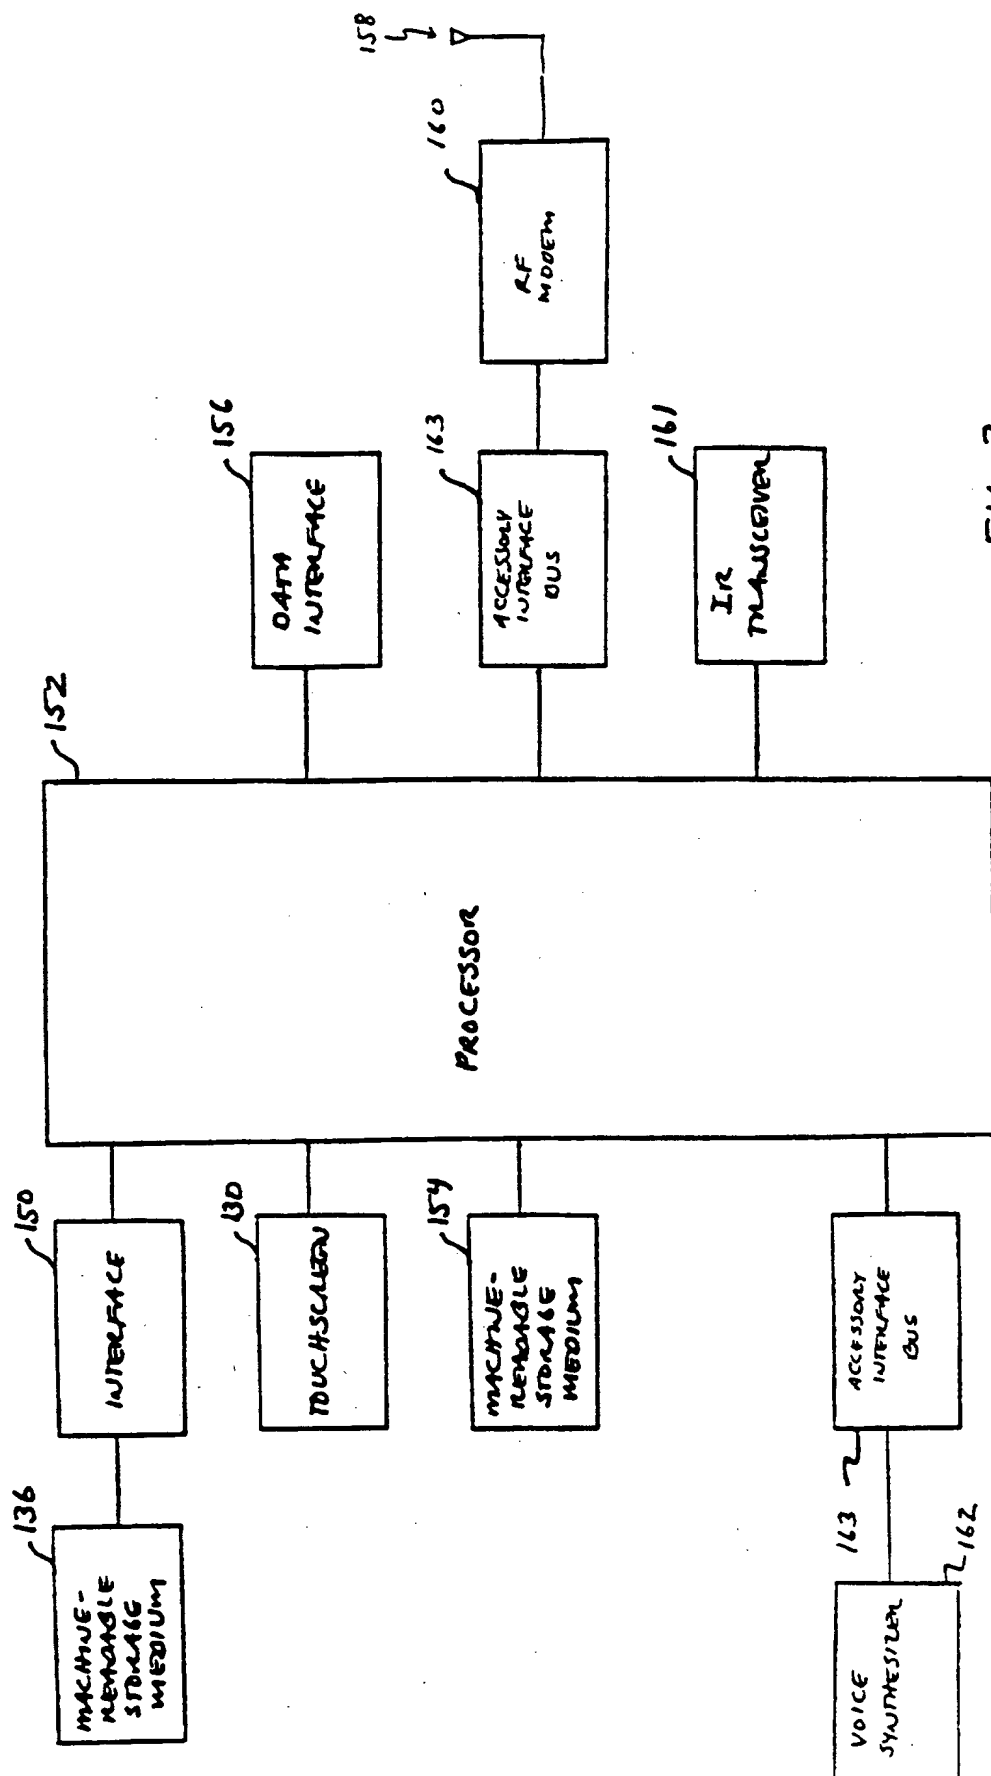 136
MACHINE-
READABLE
STORAGE
MEDIUM
150
INTERFACE
130
TOUCHSCREEN
154
MACHINE-
READABLE
STORAGE
MEDIUM
163
ACCESSORY
INTERFACE
BUS
162
VOICE
SYNTHESIZER
152
PROCESSOR
156
DATA
INTERFACE
163
ACCESSORY
INTERFACE
BUS
160
RF
MODEM
158
161
IR
TRANSCEIVER